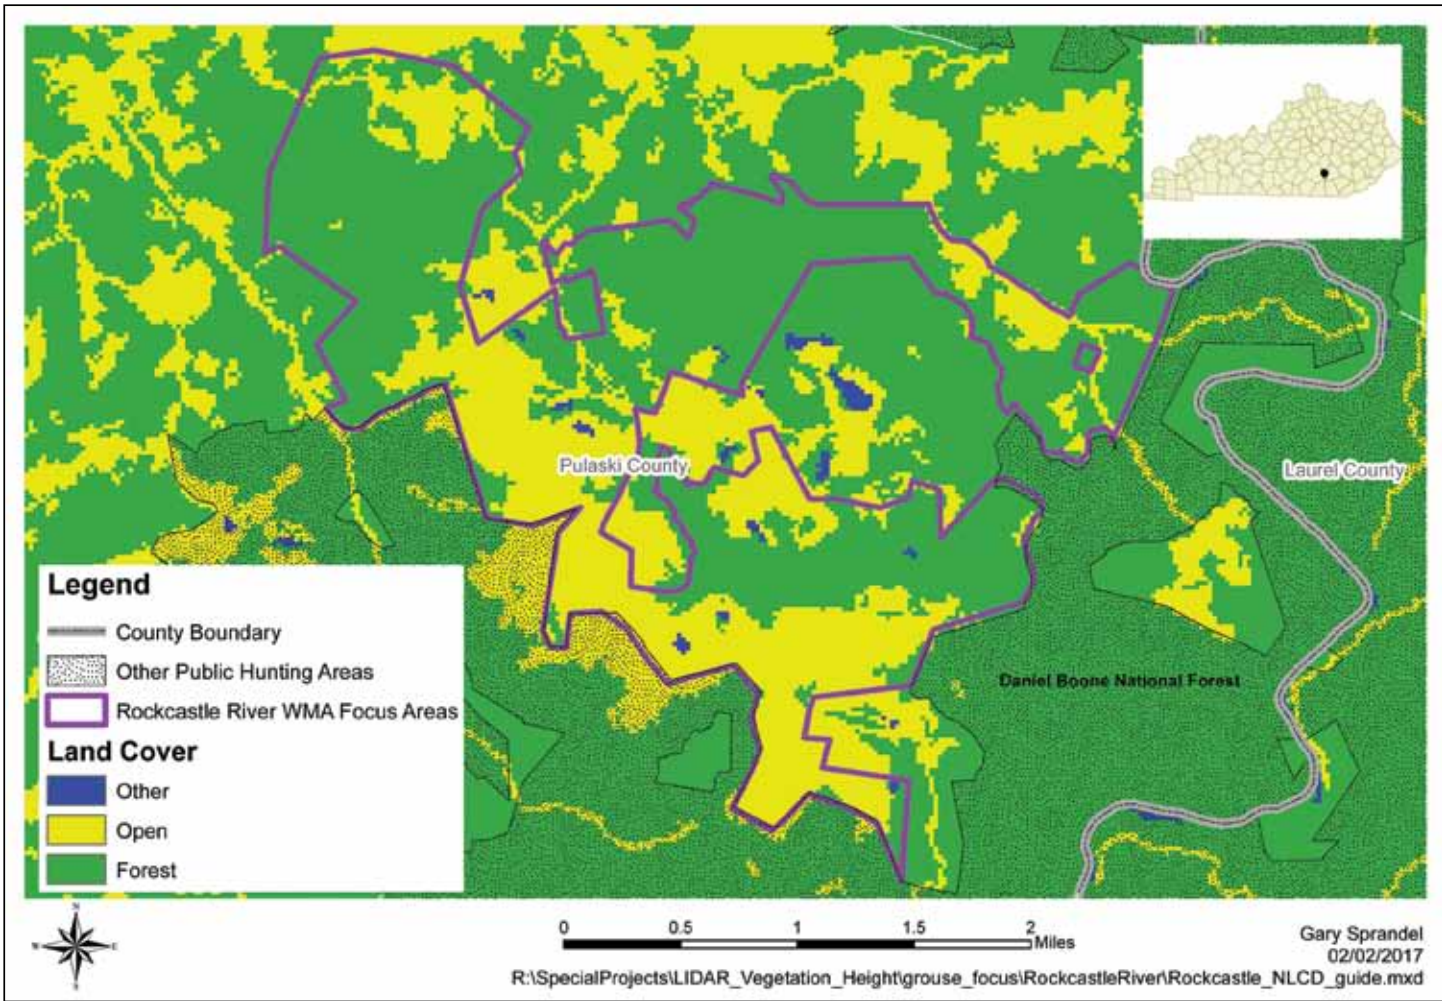 Pulaski County
Laurel County
Daniel Boone National Forest
Legend
County Boundary
Other Public Hunting Areas
Rockcastle River WMA Focus Areas
Land Cover
Other
Open
Forest
N
W E
S
0 0.5 1 1.5 2
Miles
Gary Sprandel
02/02/2017
R:\SpecialProjects\LIDAR_Vegetation_Height\grouse_focus\RockcastleRiver\Rockcastle_NLCD_guide.mxd